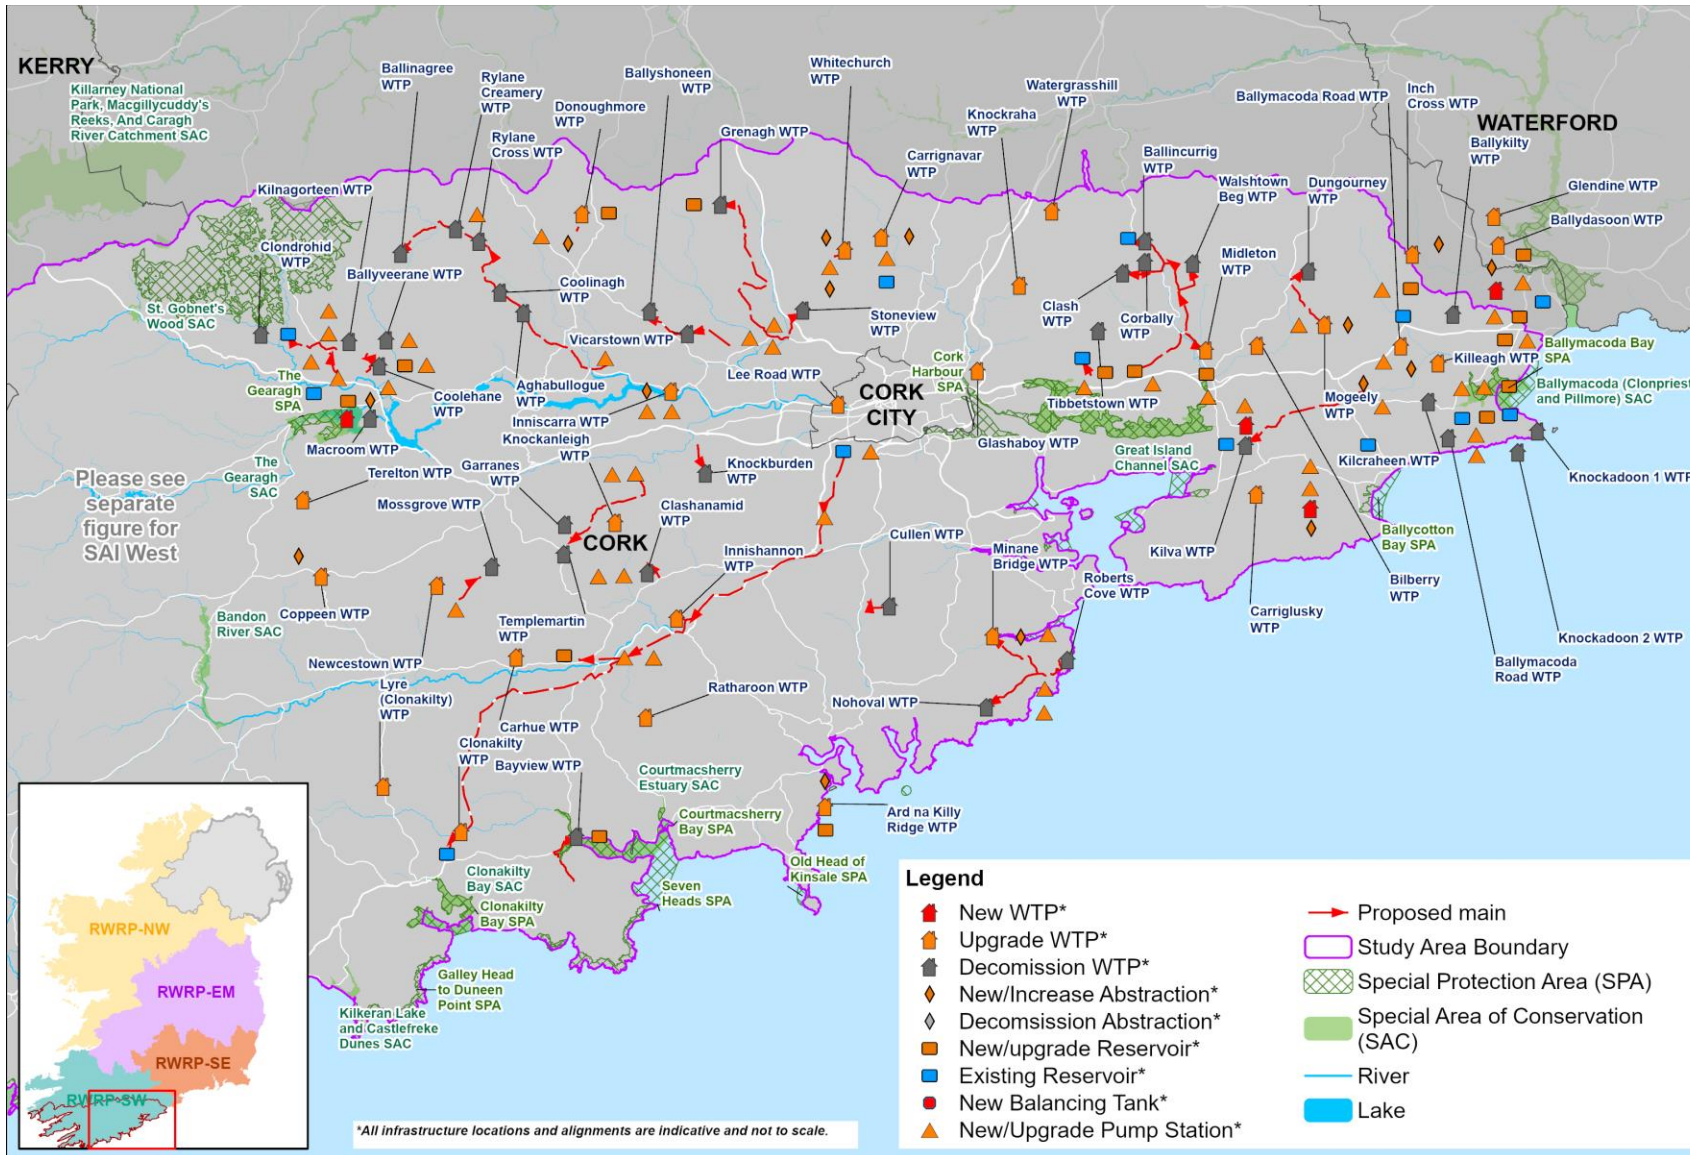 KERRY
Killarney National
Park, Macgillycuddy's
Reeks, And Caragh
River Catchment SAC
Ballinagree
WTP
Rylane
Creamery
WTP
Rylane
Cross WTP
Donoughmore
WTP
Ballyshoneen
WTP
Whitechurch
WTP
Grenagh WTP
Carrignavar
WTP
Knockraha
WTP
Watergrasshill
WTP
Ballincurrig
WTP
Walshtown
Beg WTP
Dungourney
WTP
Ballymacoda Road WTP
Inch
Cross WTP
WATERFORD
Ballykilty
WTP
Glendine WTP
Ballydasoon WTP
Kilnagorteen WTP
Clondrohid
WTP
Ballyveerane WTP
Coolinagh
WTP
St. Gobnet's
Wood SAC
Vicarstown WTP
Stoneview
WTP
Clash
WTP
Corbally
WTP
Midleton
WTP
The
Gearagh
SPA
Coolehane
WTP
Aghabullogue
WTP
Inniscarra WTP
Lee Road WTP
Cork
Harbour
SPA
CORK
CITY
Tibbetstown WTP
Mogeely
WTP
Killeagh WTP
Ballymacoda Bay
SPA
Ballymacoda (Clonpriest
and Pillmore) SAC
Macroom WTP
Knockanleigh
WTP
Glashaboy WTP
Great Island
Channel SAC
Kilcraheen WTP
Knockadoon 1 WTP
The
Gearagh
SAC
Terelton WTP
Garranes
WTP
Knockburden
WTP
Please see
separate
figure for
SAI West
Mossgrove WTP
Clashanamid
WTP
CORK
Cullen WTP
Minane
Bridge WTP
Roberts
Cove WTP
Kilva WTP
Ballycotton
Bay SPA
Bilberry
WTP
Carriglusky
WTP
Knockadoon 2 WTP
Ballymacoda
Road WTP
Innishannon
WTP
Coppeen WTP
Bandon
River SAC
Templemartin
WTP
Newcestown WTP
Lyre
(Clonakilty)
WTP
Ratharoon WTP
Nohoval WTP
Carhue WTP
Clonakilty
WTP
Bayview WTP
Courtmacsherry
Estuary SAC
Courtmacsherry
Bay SPA
Ard na Killy
Ridge WTP
Old Head of
Kinsale SPA
Clonakilty
Bay SAC
Clonakilty
Bay SPA
Seven
Heads SPA
Galley Head
to Duneen
Point SPA
Kilkeran Lake
and Castlefreke
Dunes SAC
RWRP-NW
RWRP-EM
RWRP-SE
RWRP-SW
*All infrastructure locations and alignments are indicative and not to scale.
Legend
New WTP*
Upgrade WTP*
Decomission WTP*
New/Increase Abstraction*
Decomsission Abstraction*
New/upgrade Reservoir*
Existing Reservoir*
New Balancing Tank*
New/Upgrade Pump Station*
Proposed main
Study Area Boundary
Special Protection Area (SPA)
Special Area of Conservation
(SAC)
River
Lake